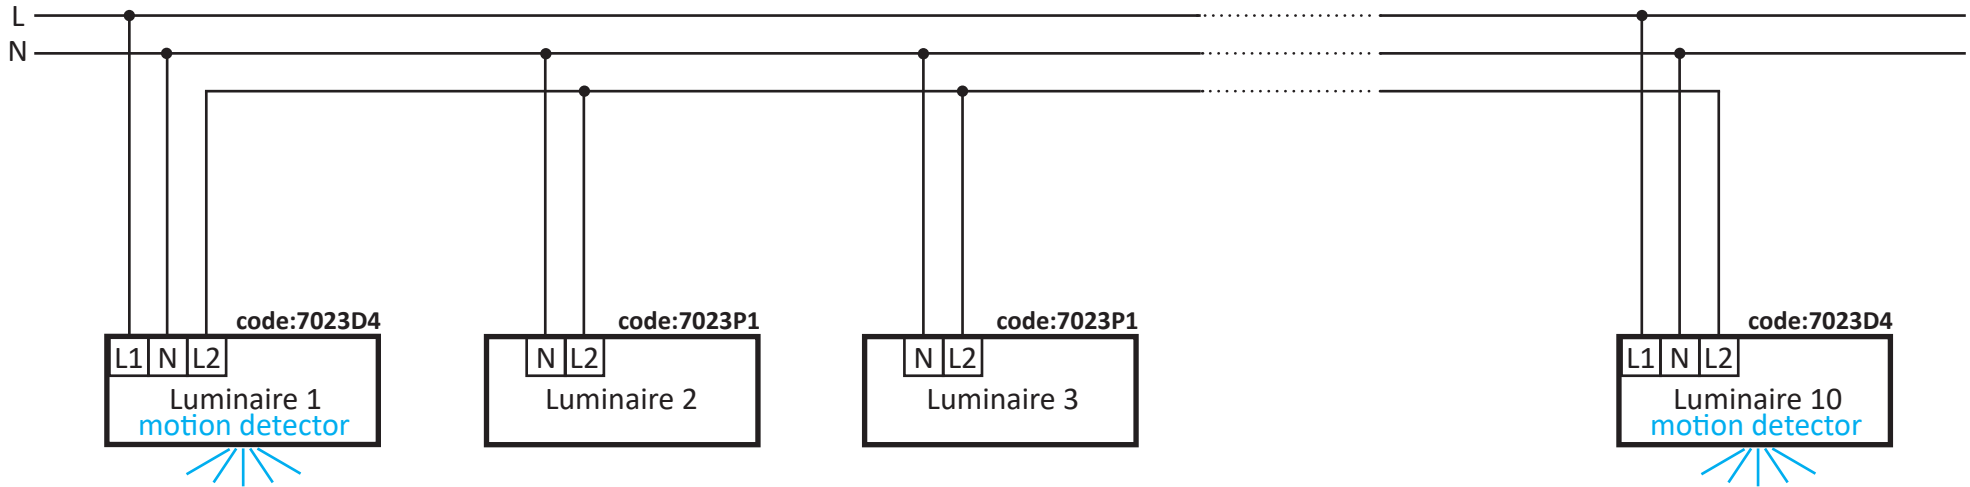 L
N
code:7023D4
L1 N L2
Luminaire 1
motion detector
code:7023P1
N L2
Luminaire 2
code:7023P1
N L2
Luminaire 3
code:7023D4
L1 N L2
Luminaire 10
motion detector